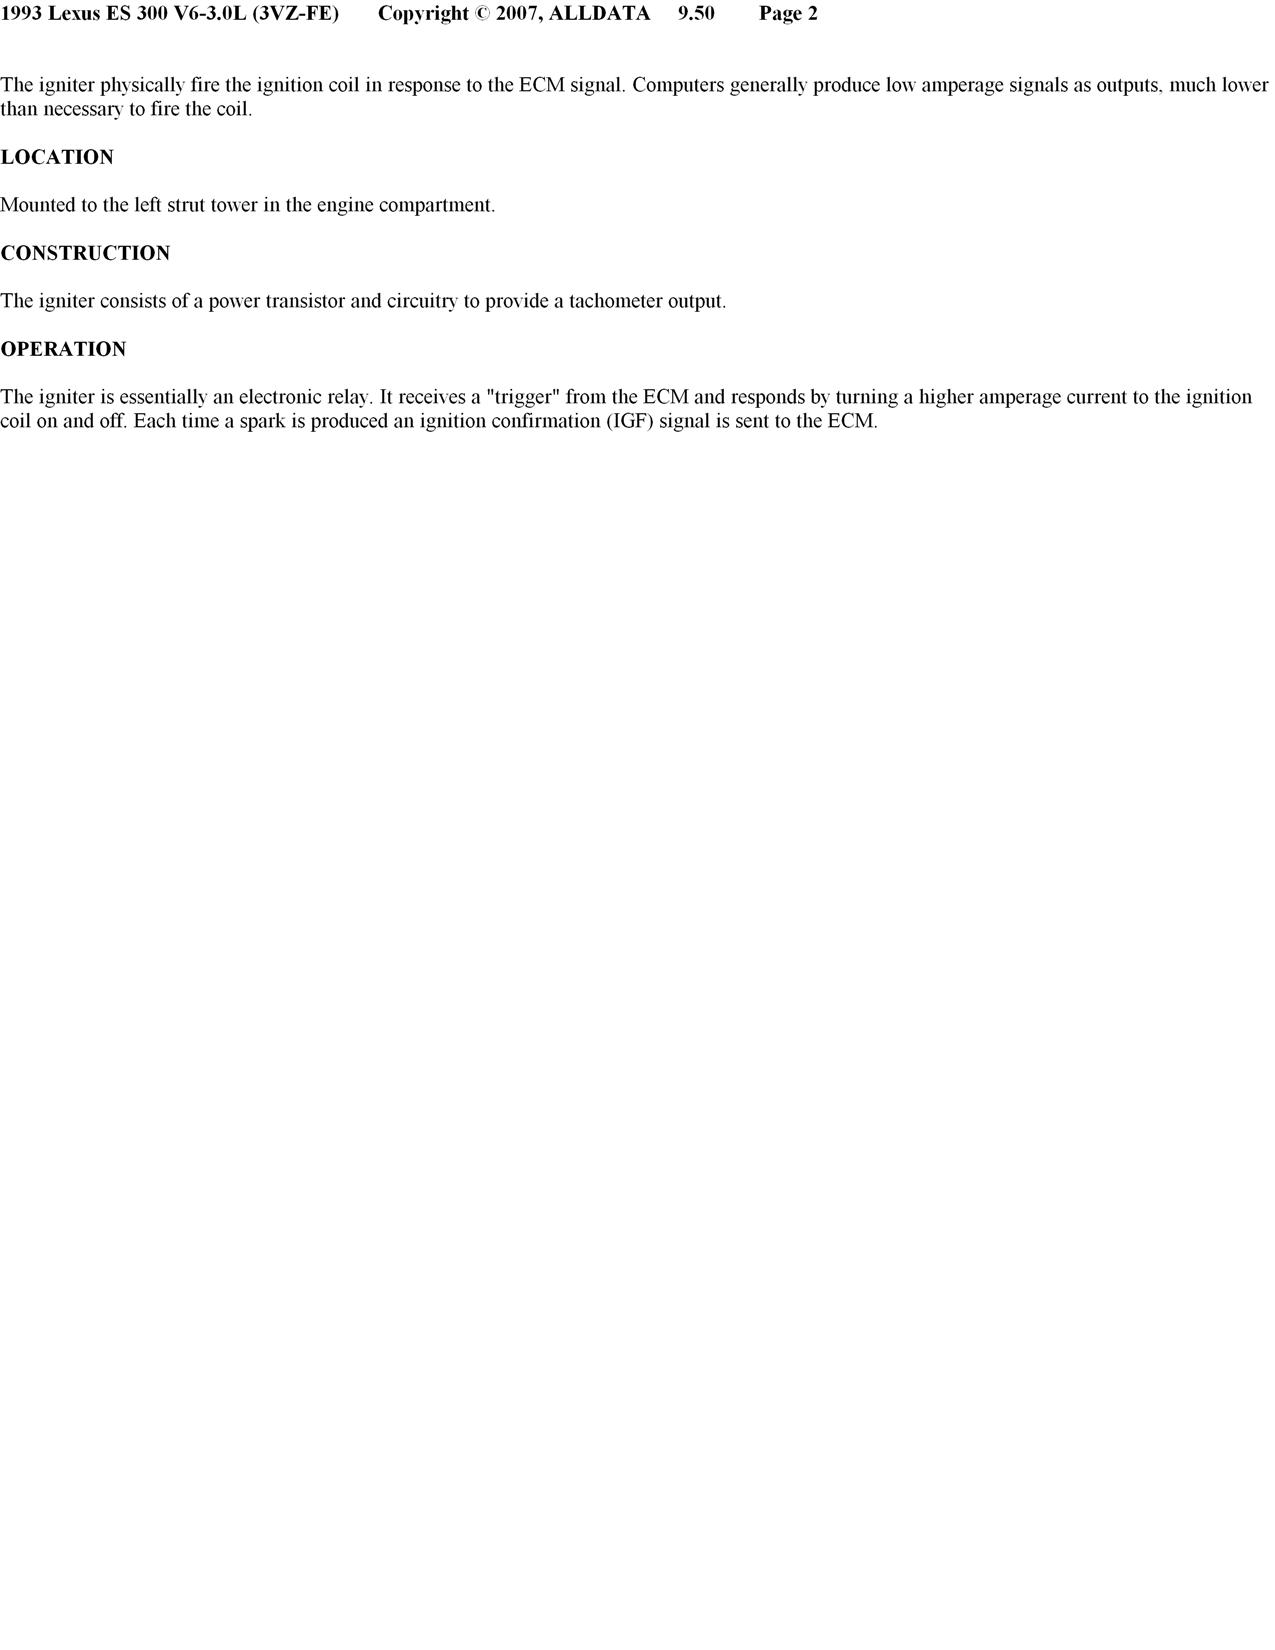 1993 Lexus ES 300 V6-3.0L (3VZ-FE) Copyright © 2007, ALLDATA 9.50 Page 2
The igniter physically fire the ignition coil in response to the ECM signal. Computers generally produce low amperage signals as outputs, much lower
than necessary to fire the coil.
LOCATION
Mounted to the left strut tower in the engine compartment.
CONSTRUCTION
The igniter consists of a power transistor and circuitry to provide a tachometer output.
OPERATION
The igniter is essentially an electronic relay. It receives a "trigger" from the ECM and responds by turning a higher amperage current to the ignition
coil on and off. Each time a spark is produced an ignition confirmation (IGF) signal is sent to the ECM.